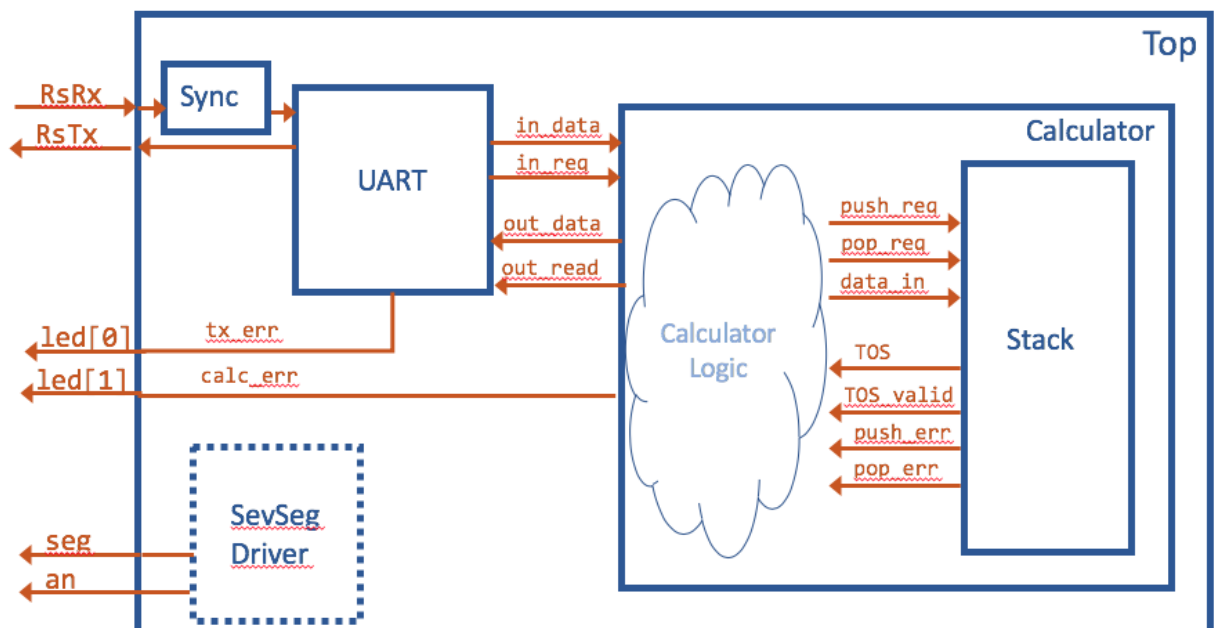 Top
RsRx
Sync
RsTx
UART
in_data
in_req
out_data
out_read
Calculator
push_req
pop_req
data_in
Calculator
Logic
Stack
TOS
TOS_valid
push_err
pop_err
led[0]
tx_err
led[1]
calc_err
SevSeg
Driver
seg
an